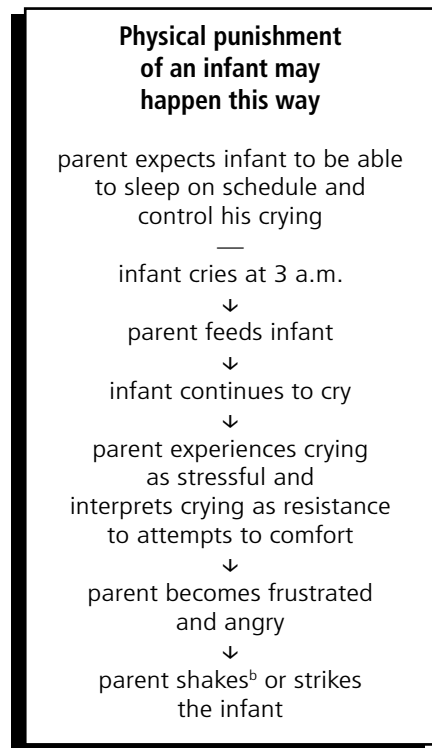 Physical punishment
of an infant may
happen this way
parent expects infant to be able
to sleep on schedule and
control his crying
—
infant cries at 3 a.m.
↓
parent feeds infant
↓
infant continues to cry
↓
parent experiences crying
as stressful and
interprets crying as resistance
to attempts to comfort
↓
parent becomes frustrated
and angry
↓
parent shakesᵇ or strikes
the infant